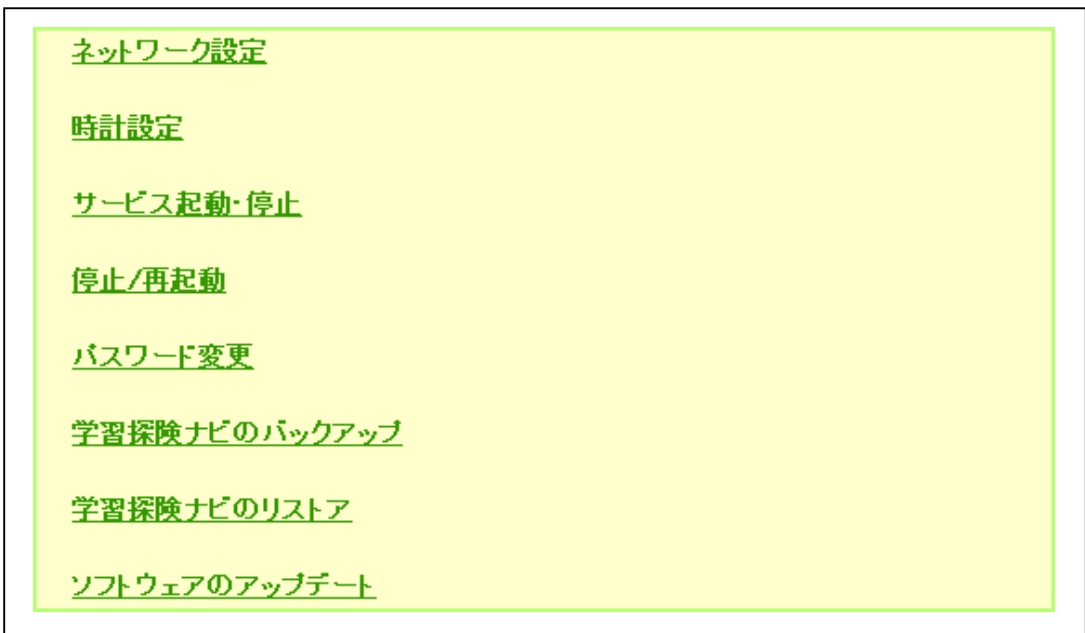 ネットワーク設定
時計設定
サービス起動・停止
停止/再起動
パスワード変更
学習探険ナビのバックアップ
学習探険ナビのリストア
ソフトウェアのアップデート